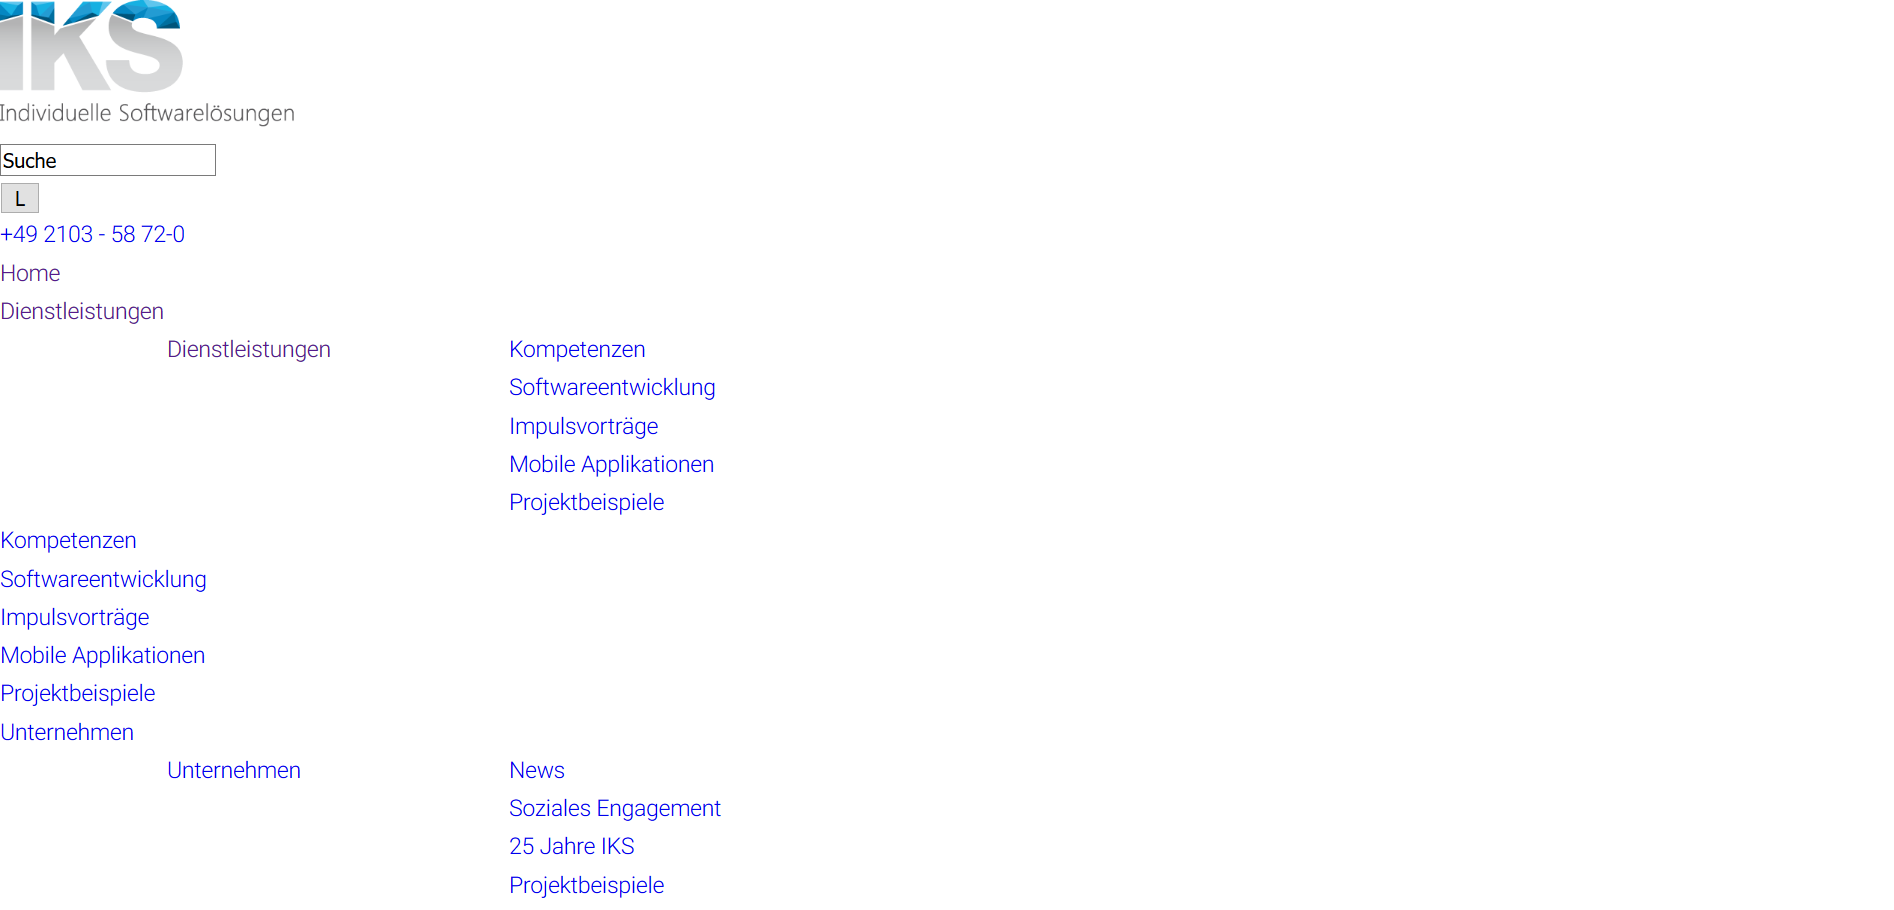 IKS
Individuelle Softwarelösungen
Suche
L
+49 2103 - 58 72-0
Home
Dienstleistungen
Dienstleistungen Kompetenzen
Softwareentwicklung
Impulsvorträge
Mobile Applikationen
Projektbeispiele
Kompetenzen
Softwareentwicklung
Impulsvorträge
Mobile Applikationen
Projektbeispiele
Unternehmen
Unternehmen News
Soziales Engagement
25 Jahre IKS
Projektbeispiele